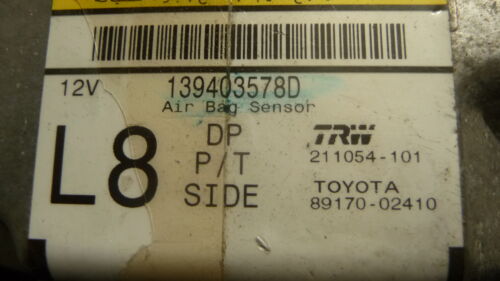 12V 139403578D
Air Bag Sensor
L8 DP TRW
P/T 211054-101
SIDE TOYOTA
89170-02410